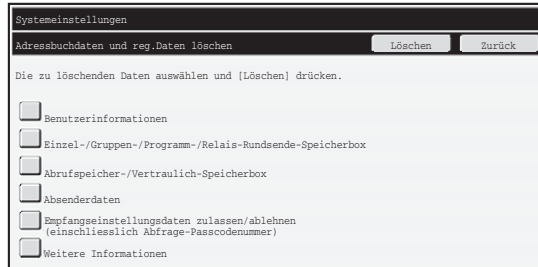 Systemeinstellungen
Adressbuchdaten und reg.Daten löschen Löschen Zurück
Die zu löschenden Daten auswählen und [Löschen] drücken.
Benutzerinformationen
Einzel-/Gruppen-/Programm-/Relais-Rundsende-Speicherbox
Abrufspeicher-/Vertraulich-Speicherbox
Absenderdaten
Empfangseinstellungsdaten zulassen/ablehnen
(einschliesslich Abfrage-Passcodenummer)
Weitere Informationen